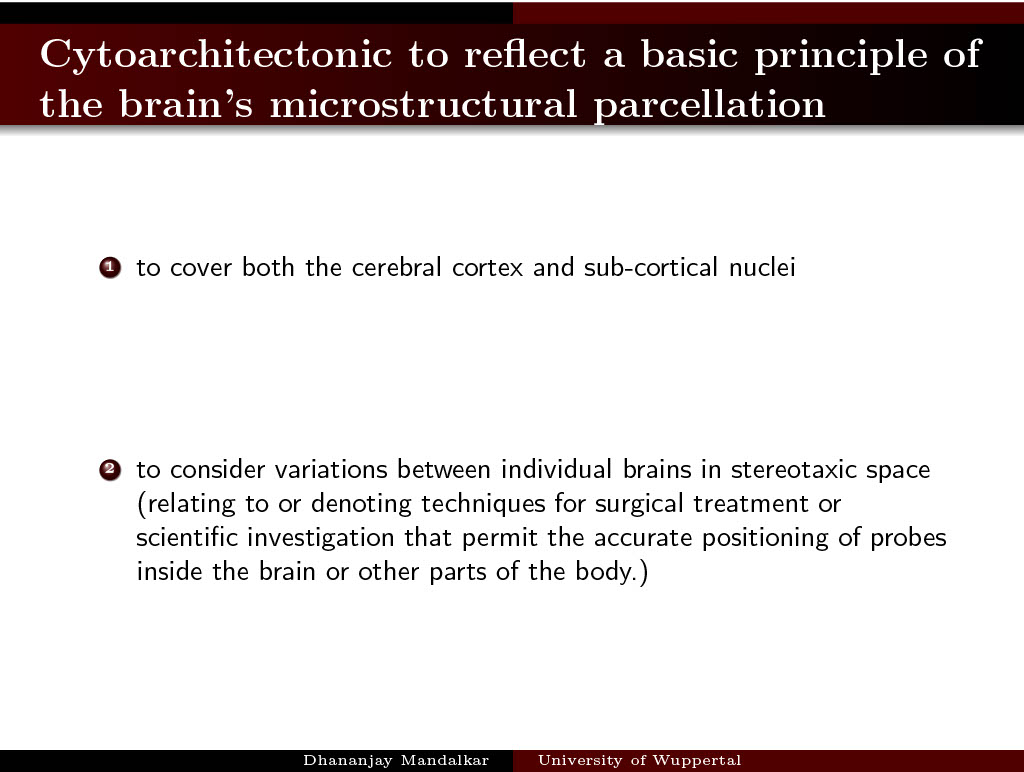 Cytoarchitectonic to reflect a basic principle of
the brain's microstructural parcellation
1 to cover both the cerebral cortex and sub-cortical nuclei
2 to consider variations between individual brains in stereotaxic space
(relating to or denoting techniques for surgical treatment or
scientific investigation that permit the accurate positioning of probes
inside the brain or other parts of the body.)
Dhananjay Mandalkar University of Wuppertal